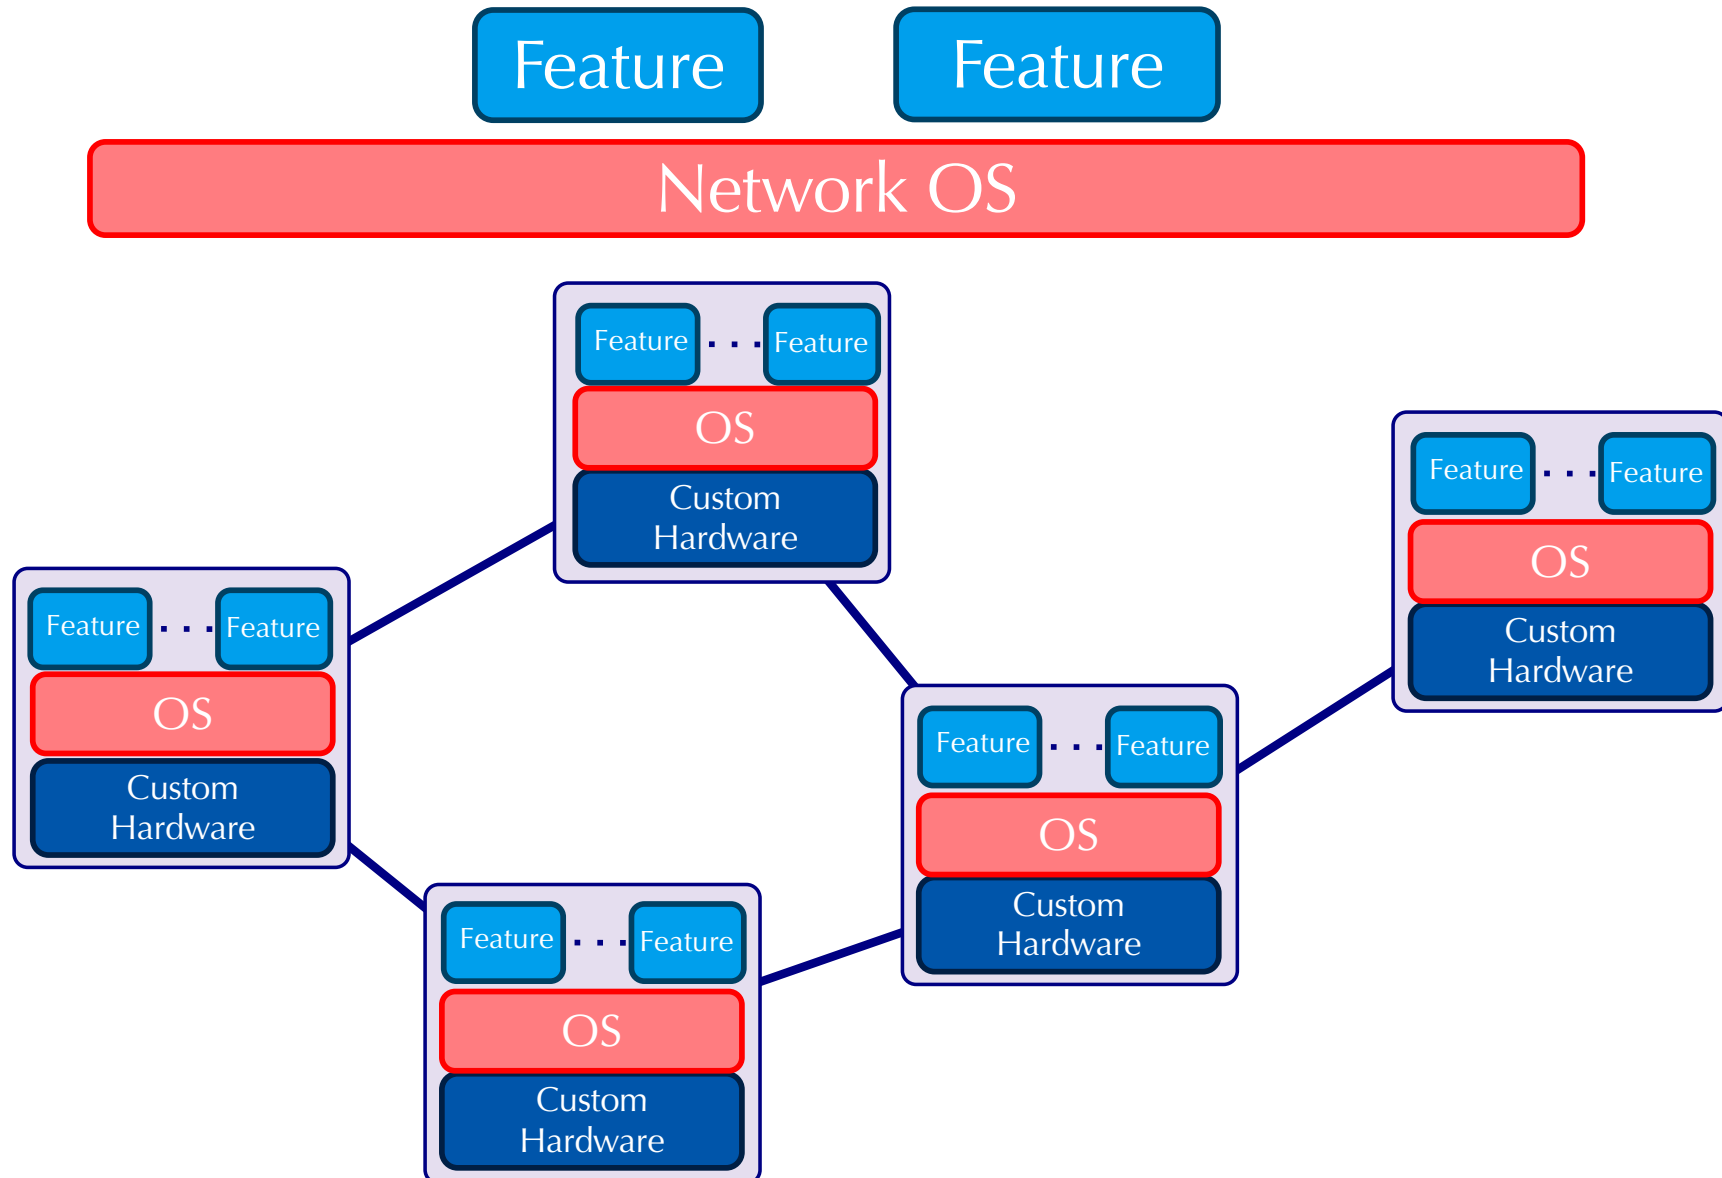 Feature
Feature
Network OS
Feature . . . Feature
OS
Custom
Hardware
Feature . . . Feature
OS
Custom
Hardware
Feature . . . Feature
OS
Custom
Hardware
Feature . . . Feature
OS
Custom
Hardware
Feature . . . Feature
OS
Custom
Hardware